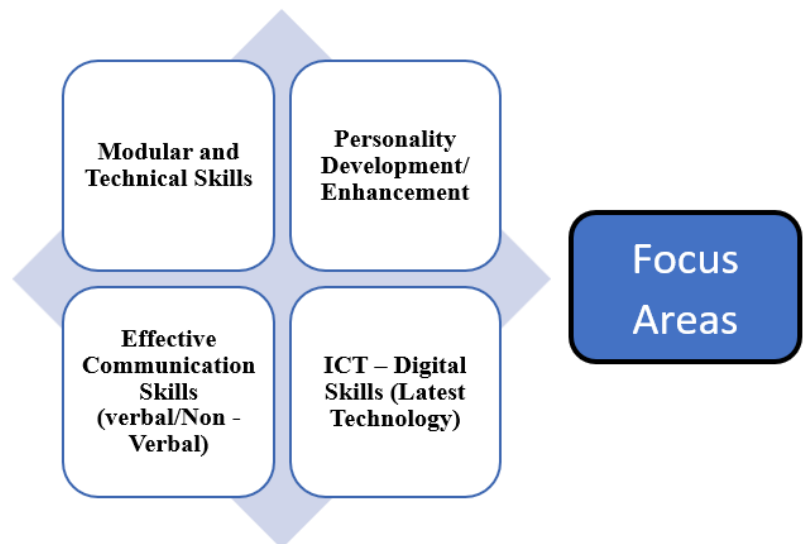 Modular and
Technical Skills
Personality
Development/
Enhancement
Effective
Communication
Skills
(verbal/Non -
Verbal)
ICT – Digital
Skills (Latest
Technology)
Focus
Areas